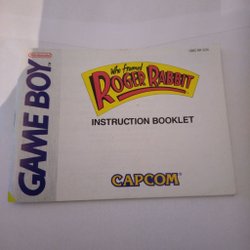 GAME BOY
Who Framed
ROGER RABBIT
INSTRUCTION BOOKLET
CAPCOM